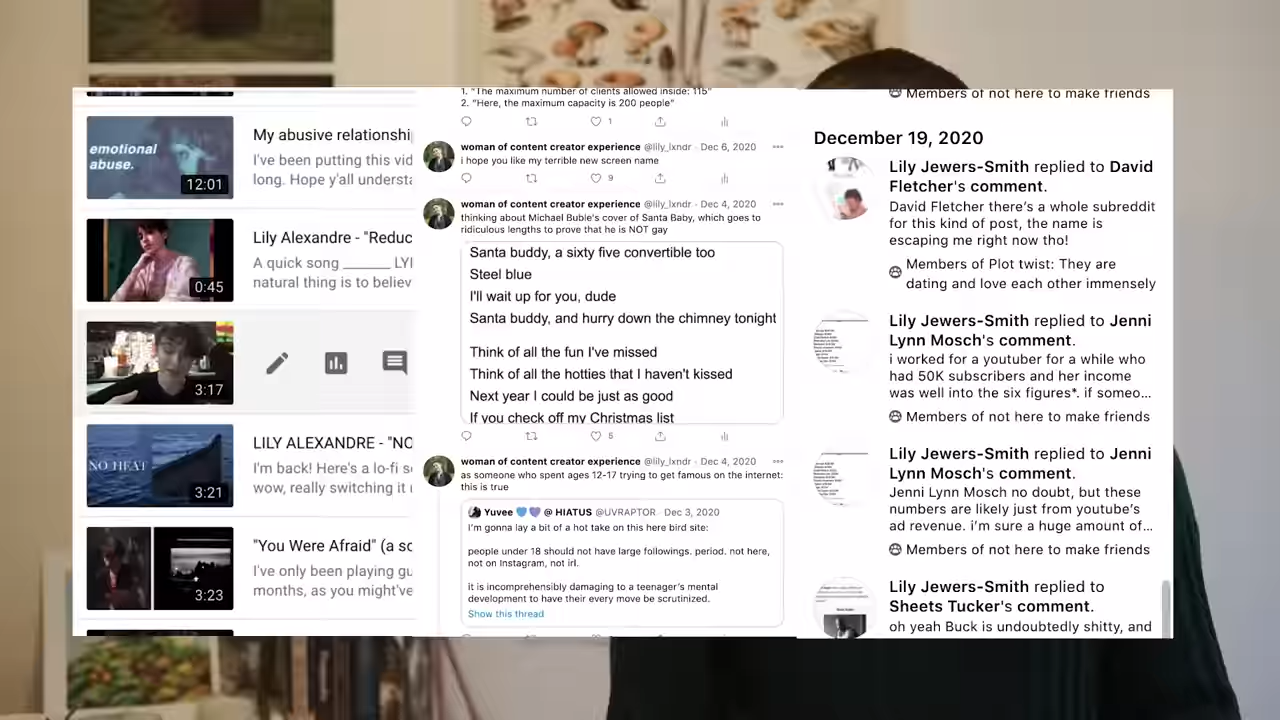 emotional
abuse.
12:01
My abusive relationshi
I've been putting this vid
long. Hope y'all understa
0:45
Lily Alexandre - "Reduc
A quick song ______ LYI
natural thing is to believ
3:17
NO HEAT
3:21
LILY ALEXANDRE - "NO
I'm back! Here's a lo-fi s
wow really switching i
3:23
"You Were Afraid" (a so
I've only been playing gu
months, as you might've
1. "The maximum number of clients allowed inside: 115"
2. "Here, the maximum capacity is 200 people"
1
woman of content creator experience @lily_lxndr · Dec 6, 2020
i hope you like my terrible new screen name
9
woman of content creator experience @lily_lxndr · Dec 4, 2020
thinking about Michael Buble's cover of Santa Baby, which goes to
ridiculous lengths to prove that he is NOT gay
Santa buddy, a sixty five convertible too
Steel blue
I'll wait up for you, dude
Santa buddy, and hurry down the chimney tonight
Think of all the fun I've missed
Think of all the hotties that I haven't kissed
Next year I could be just as good
If you check off my Christmas list
5
woman of content creator experience @lily_lxndr · Dec 4, 2020
as someone who spent ages 12-17 trying to get famous on the internet:
this is true
Yuvee 💙💜 @ HIATUS @UVRAPTOR · Dec 3, 2020
I'm gonna lay a bit of a hot take on this here bird site:
people under 18 should not have large followings. period. not here,
not on Instagram, not irl.
it is incomprehensibly damaging to a teenager's mental
development to have their every move be scrutinized.
Show this thread
Members of not here to make friends
December 19, 2020
Lily Jewers-Smith replied to David
Fletcher's comment.
David Fletcher there's a whole subreddit
for this kind of post, the name is
escaping me right now tho!
Members of Plot twist: They are
dating and love each other immensely
Lily Jewers-Smith replied to Jenni
Lynn Mosch's comment.
i worked for a youtuber for a while who
had 50K subscribers and her income
was well into the six figures*. if someo...
Members of not here to make friends
Lily Jewers-Smith replied to Jenni
Lynn Mosch's comment.
Jenni Lynn Mosch no doubt, but these
numbers are likely just from youtube's
ad revenue. i'm sure a huge amount of...
Members of not here to make friends
Lily Jewers-Smith replied to
Sheets Tucker's comment.
oh yeah Buck is undoubtedly shitty, and